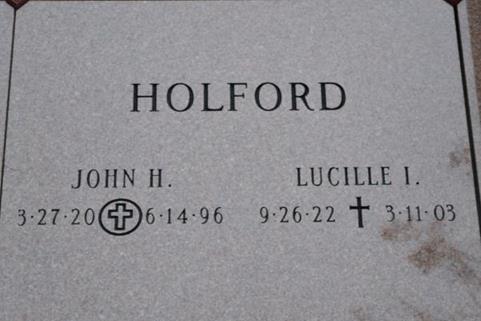 HOLFORD
JOHN H. LUCILLE I.
3·27·20 6·14·96 9·26·22 3·11·03